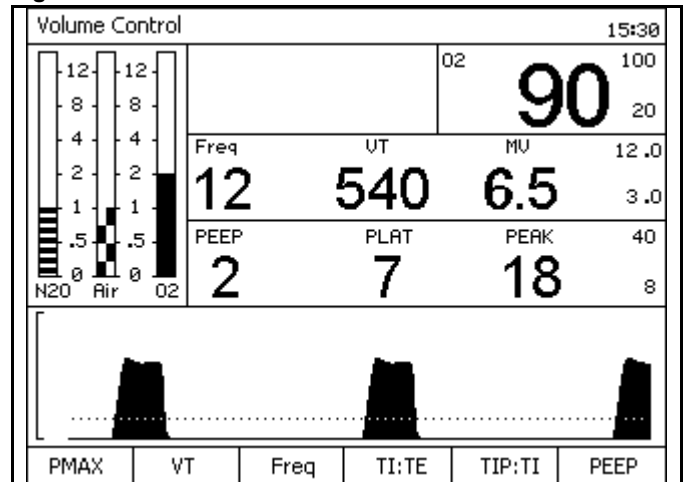 Volume Control 15:30
12 12
8 8
4 4
2 2
1 1
.5 .5
0 0
N2O Air O2
O2 90 100
20
Freq VT MV 12.0
12 540 6.5 3.0
PEEP PLAT PEAK 40
2 7 18 8
PMAX VT Freq TI:TE TIP:TI PEEP